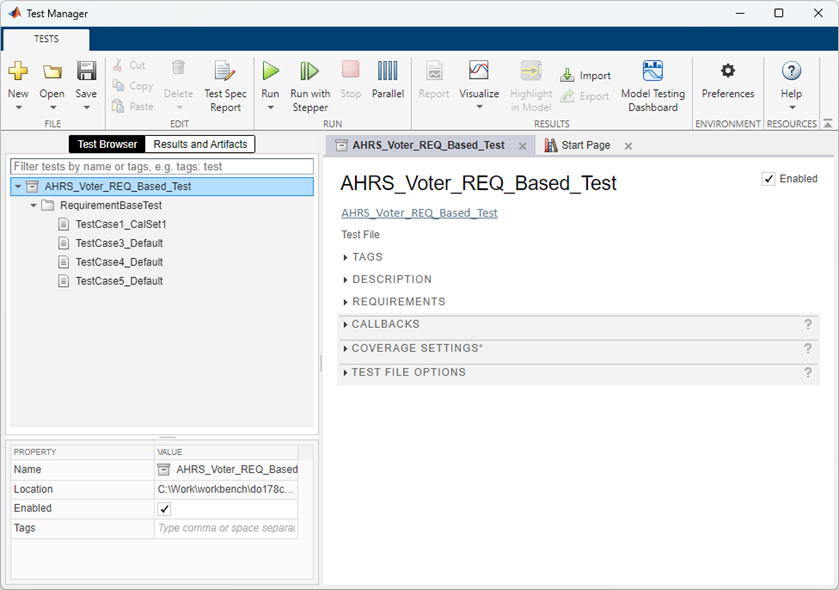 Test Manager
TESTS
New
Open
Save
FILE
Cut
Copy
Paste
Delete
Test Spec
Report
EDIT
Run
Run with
Stepper
Stop
Parallel
RUN
Report
Visualize
Highlight
in Model
Import
Export
Model Testing
Dashboard
RESULTS
Preferences
ENVIRONMENT
Help
RESOURCES
Test Browser
Results and Artifacts
Filter tests by name or tags, e.g. tags: test
AHRS_Voter_REQ_Based_Test
RequirementBaseTest
TestCase1_CalSet1
TestCase3_Default
TestCase4_Default
TestCase5_Default
PROPERTY VALUE
Name AHRS_Voter_REQ_Based
Location C:\Work\workbench\do178c...
Enabled
Tags Type comma or space separat
AHRS_Voter_REQ_Based_Test
Start Page
AHRS_Voter_REQ_Based_Test
Enabled
AHRS_Voter_REQ_Based_Test
Test File
TAGS
DESCRIPTION
REQUIREMENTS
CALLBACKS ?
COVERAGE SETTINGS* ?
TEST FILE OPTIONS ?